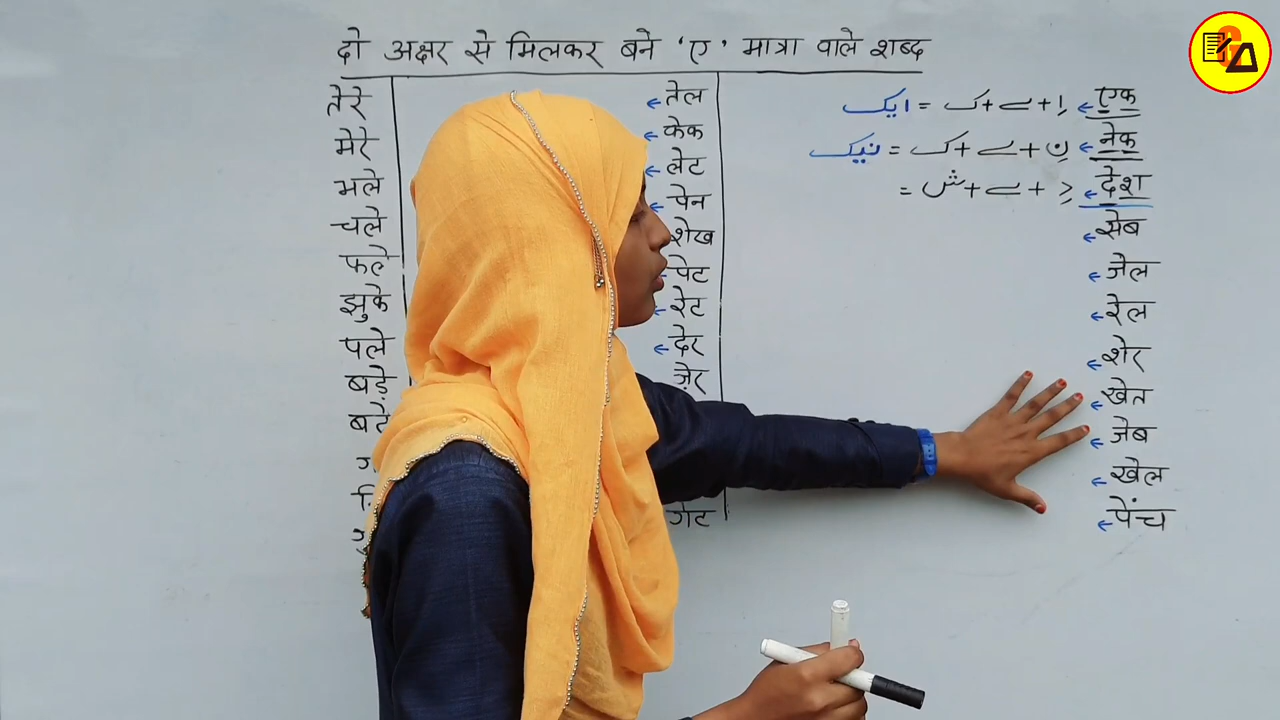 दो अक्षर से मिलकर बने 'ए' मात्रा वाले शब्द
एक ← اِ + ے + ک = ایک
नेक ← نِ + ے + ک = نیک
देश ← دِ + ے + ش =
← सेब
← जेल
← रेल
← शेर
← खेत
← जेब
← खेल
← पेंच
← तेल
← केक
← लेट
← पेन
शेख
पेट
रेट
← देर
ज़ेर
गेट
तेरे
मेरे
भले
चले
फले
झुके
पले
बड़े